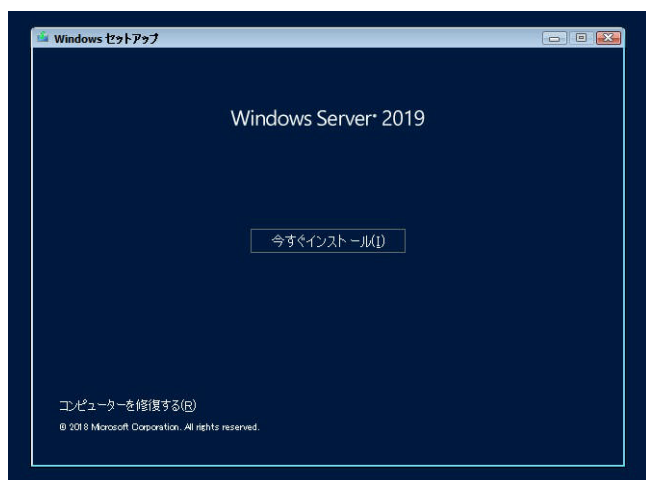 Windows セットアップ
Windows Server® 2019
今すぐインストール(I)
コンピューターを修復する(R)
© 2018 Microsoft Corporation. All rights reserved.